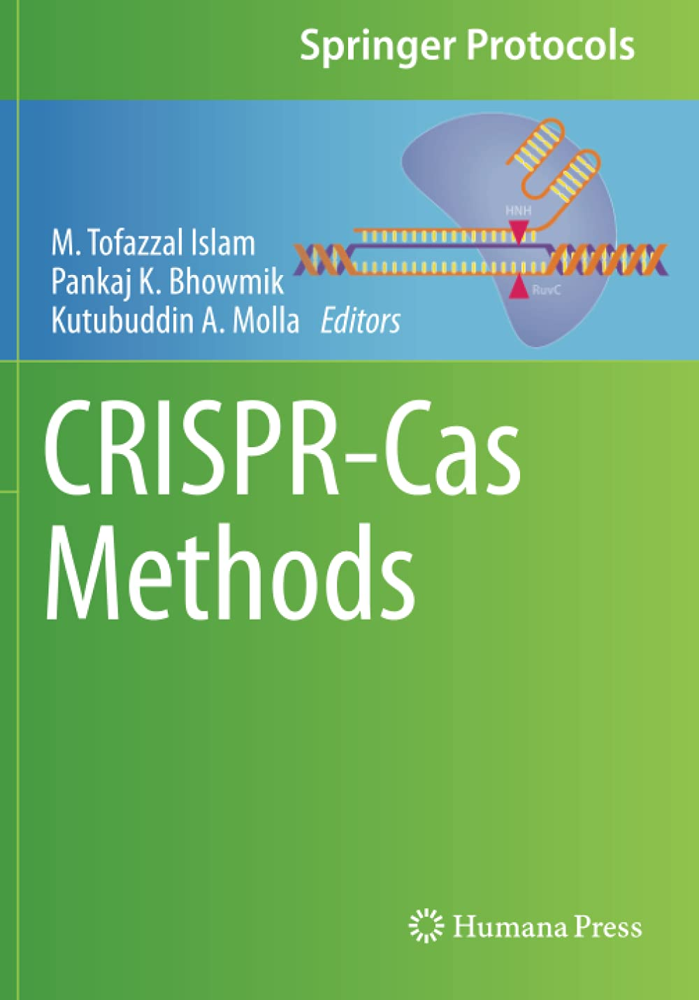 Springer Protocols
HNH
M. Tofazzal Islam
Pankaj K. Bhowmik
RuvC
Kutubuddin A. Molla Editors
CRISPR-Cas
Methods
Humana Press